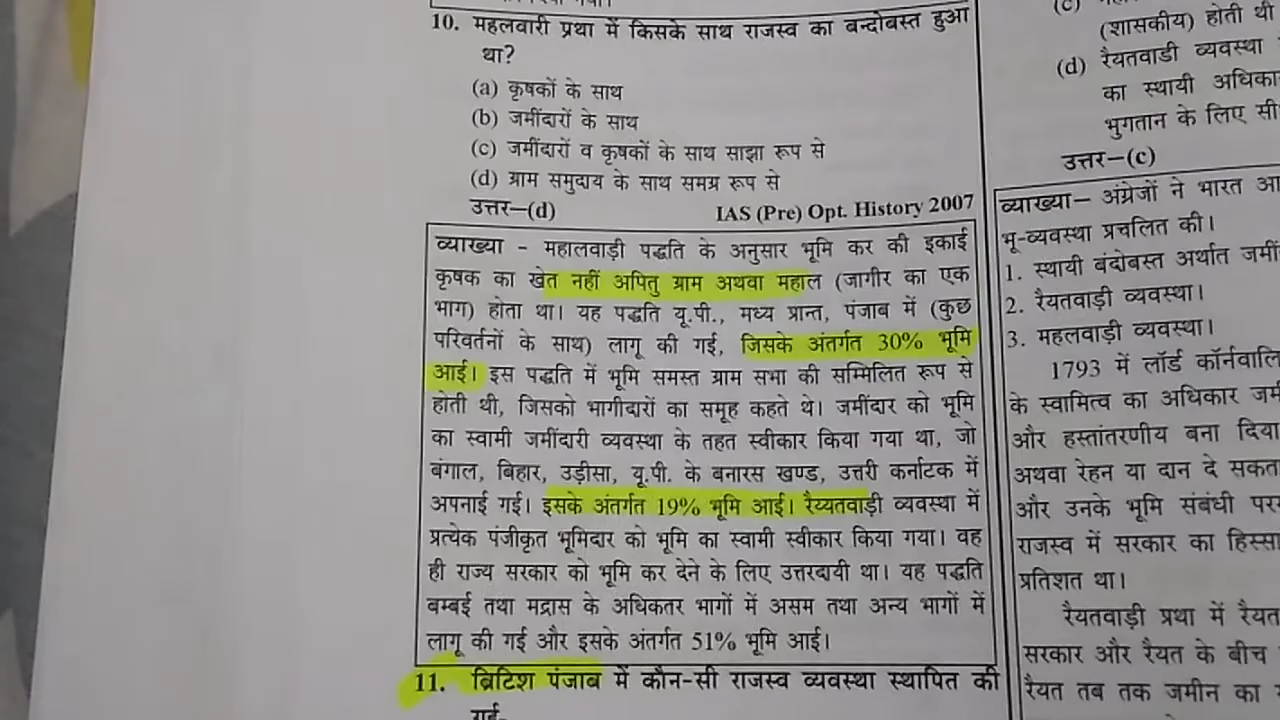 10. महलवारी प्रथा में किसके साथ राजस्व का बन्दोबस्त हुआ
था?
(a) कृषकों के साथ
(b) जमींदारों के साथ
(c) जमींदारों व कृषकों के साथ साझा रूप से
(d) ग्राम समुदाय के साथ समग्र रूप से
उत्तर–(d) IAS (Pre) Opt. History 2007
व्याख्या - महालवाड़ी पद्धति के अनुसार भूमि कर की इकाई
कृषक का खेत नहीं अपितु ग्राम अथवा महाल (जागीर का एक
भाग) होता था। यह पद्धति यू.पी., मध्य प्रान्त, पंजाब में (कुछ
परिवर्तनों के साथ) लागू की गई, जिसके अंतर्गत 30% भूमि
आई। इस पद्धति में भूमि समस्त ग्राम सभा की सम्मिलित रूप से
होती थी, जिसको भागीदारों का समूह कहते थे। जमींदार को भूमि
का स्वामी जमींदारी व्यवस्था के तहत स्वीकार किया गया था, जो
बंगाल, बिहार, उड़ीसा, यू.पी. के बनारस खण्ड, उत्तरी कर्नाटक में
अपनाई गई। इसके अंतर्गत 19% भूमि आई। रैय्यतवाड़ी व्यवस्था में
प्रत्येक पंजीकृत भूमिदार को भूमि का स्वामी स्वीकार किया गया। वह
ही राज्य सरकार को भूमि कर देने के लिए उत्तरदायी था। यह पद्धति
बम्बई तथा मद्रास के अधिकतर भागों में असम तथा अन्य भागों में
लागू की गई और इसके अंतर्गत 51% भूमि आई।
11. ब्रिटिश पंजाब में कौन-सी राजस्व व्यवस्था स्थापित की
(c)
(शासकीय) होती थी
(d) रैयतवाडी व्यवस्था
का स्थायी अधिका
भुगतान के लिए सी
उत्तर–(c)
व्याख्या– अंग्रेजों ने भारत आ
भू-व्यवस्था प्रचलित की।
1. स्थायी बंदोबस्त अर्थात जमीं
2. रैयतवाड़ी व्यवस्था।
3. महलवाड़ी व्यवस्था।
1793 में लॉर्ड कॉर्नवालि
के स्वामित्व का अधिकार जम
और हस्तांतरणीय बना दिया
अथवा रेहन या दान दे सकत
और उनके भूमि संबंधी पर
राजस्व में सरकार का हिस्सा
प्रतिशत था।
रैयतवाड़ी प्रथा में रैयत
सरकार और रैयत के बीच
रैयत तब तक जमीन का